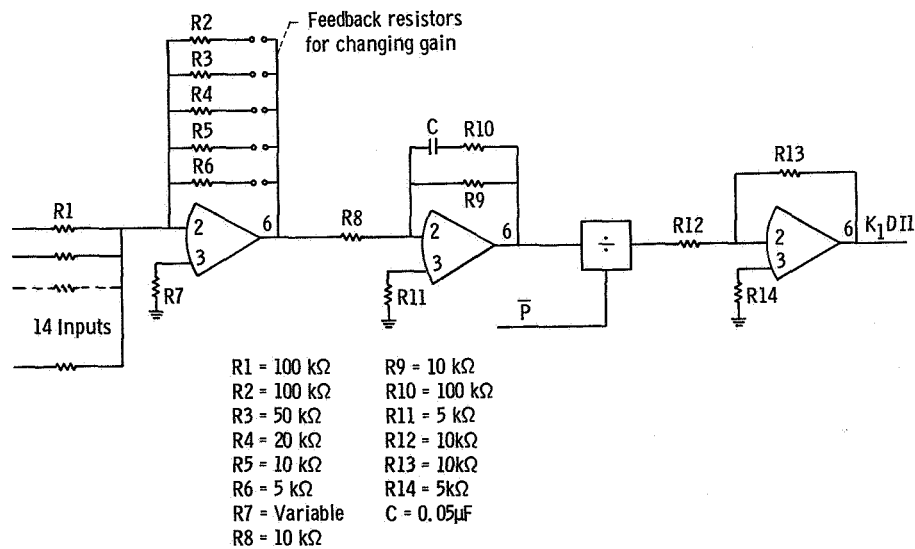 R2
Feedback resistors
for changing gain
R3
R4
R5
R6
R1
2
3
6
R7
14 Inputs
R8
C
R10
R9
2
3
6
R11
÷
P̅
R12
R13
2
3
6
K₁DI1
R14
R1 = 100 kΩ
R2 = 100 kΩ
R3 = 50 kΩ
R4 = 20 kΩ
R5 = 10 kΩ
R6 = 5 kΩ
R7 = Variable
R8 = 10 kΩ
R9 = 10 kΩ
R10 = 100 kΩ
R11 = 5 kΩ
R12 = 10kΩ
R13 = 10kΩ
R14 = 5kΩ
C = 0.05μF